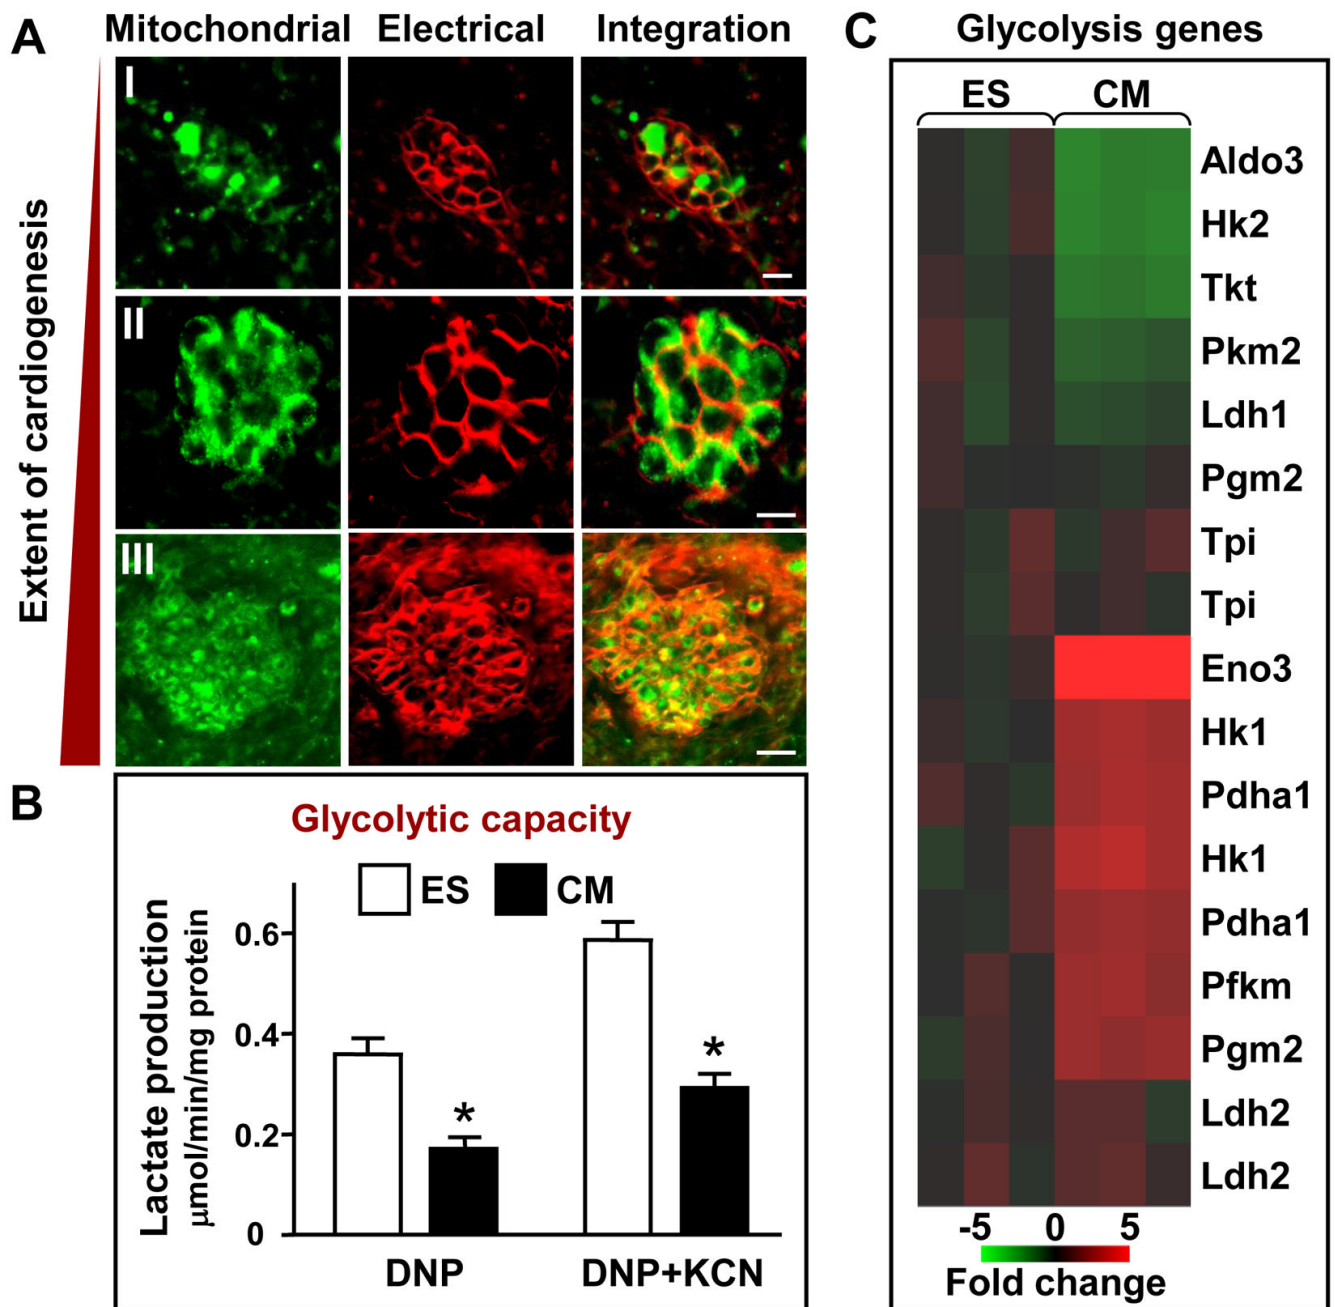 A
Mitochondrial Electrical Integration
Extent of cardiogenesis
I
II
III
B
Glycolytic capacity
ES CM
Lactate production
μmol/min/mg protein
0.6
0.4
0.2
0
*
*
DNP DNP+KCN
C
Glycolysis genes
ES CM
Aldo3
Hk2
Tkt
Pkm2
Ldh1
Pgm2
Tpi
Tpi
Eno3
Hk1
Pdha1
Hk1
Pdha1
Pfkm
Pgm2
Ldh2
Ldh2
-5 0 5
Fold change